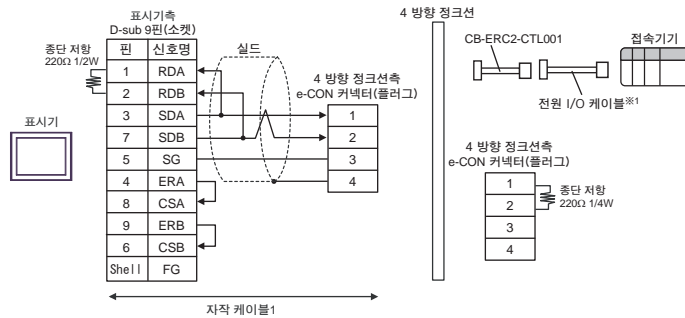 표시기측
D-sub 9핀(소켓)
종단 저항
220Ω 1/2W
핀 신호명
1 RDA
2 RDB
3 SDA
7 SDB
5 SG
4 ERA
8 CSA
9 ERB
6 CSB
Shell FG
표시기
실드
4 방향 정크션측
e-CON 커넥터(플러그)
1
2
3
4
자작 케이블1
4 방향 정크션
CB-ERC2-CTL001
접속기기
전원 I/O 케이블※1
4 방향 정크션측
e-CON 커넥터(플러그)
1
2
3
4
종단 저항
220Ω 1/4W